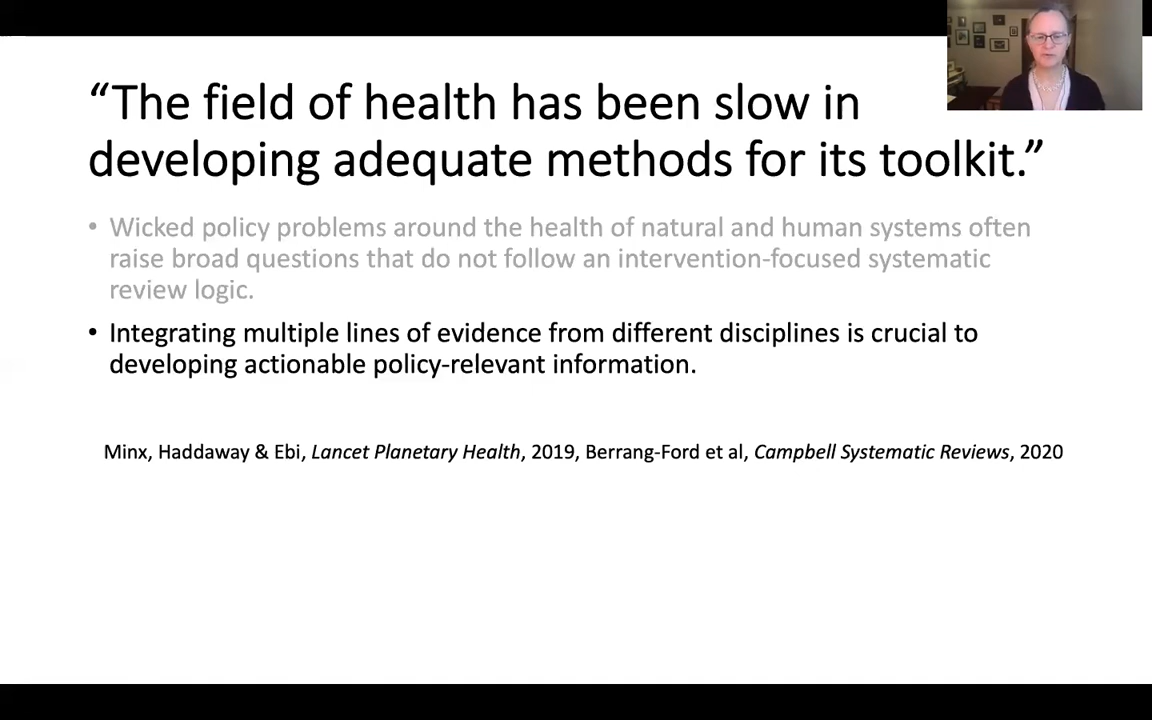 “The field of health has been slow in
developing adequate methods for its toolkit.”
• Wicked policy problems around the health of natural and human systems often
raise broad questions that do not follow an intervention-focused systematic
review logic.
• Integrating multiple lines of evidence from different disciplines is crucial to
developing actionable policy-relevant information.
Minx, Haddaway & Ebi, Lancet Planetary Health, 2019, Berrang-Ford et al, Campbell Systematic Reviews, 2020